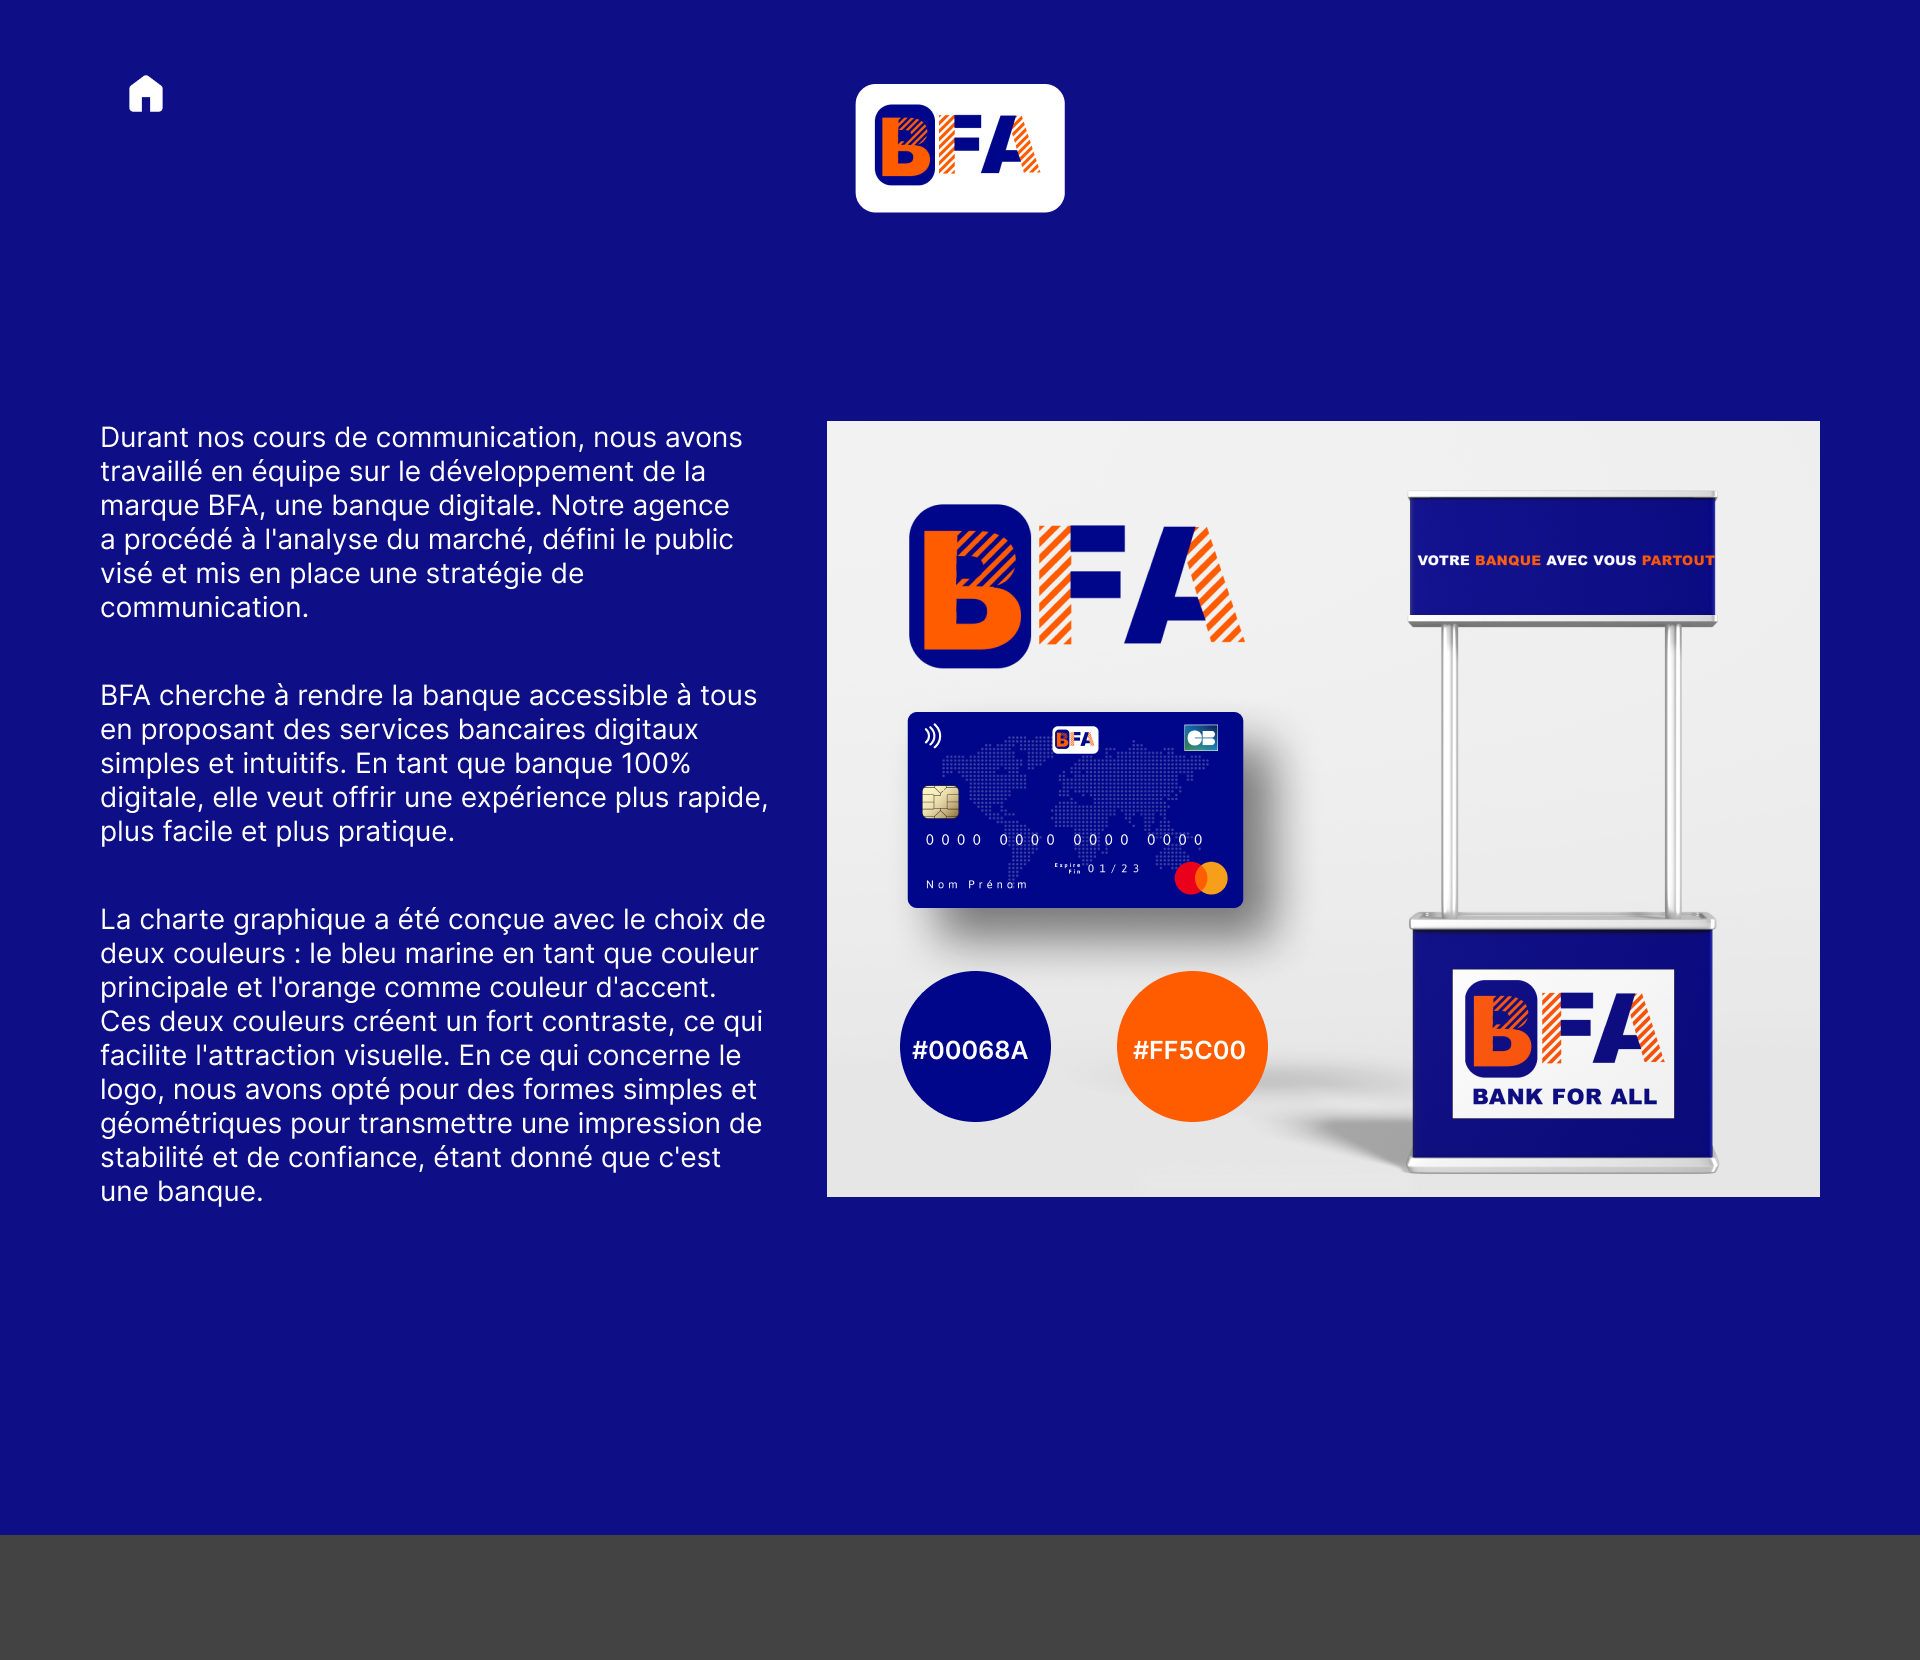 BFA
Durant nos cours de communication, nous avons
travaillé en équipe sur le développement de la
marque BFA, une banque digitale. Notre agence
a procédé à l'analyse du marché, défini le public
visé et mis en place une stratégie de
communication.
BFA cherche à rendre la banque accessible à tous
en proposant des services bancaires digitaux
simples et intuitifs. En tant que banque 100%
digitale, elle veut offrir une expérience plus rapide,
plus facile et plus pratique.
La charte graphique a été conçue avec le choix de
deux couleurs : le bleu marine en tant que couleur
principale et l'orange comme couleur d'accent.
Ces deux couleurs créent un fort contraste, ce qui
facilite l'attraction visuelle. En ce qui concerne le
logo, nous avons opté pour des formes simples et
géométriques pour transmettre une impression de
stabilité et de confiance, étant donné que c'est
une banque.
BFA
BFA
CB
0000 0000 0000 0000
Expire
Fin
01/23
Nom Prénom
#00068A
#FF5C00
VOTRE BANQUE AVEC VOUS PARTOUT
BFA
BANK FOR ALL